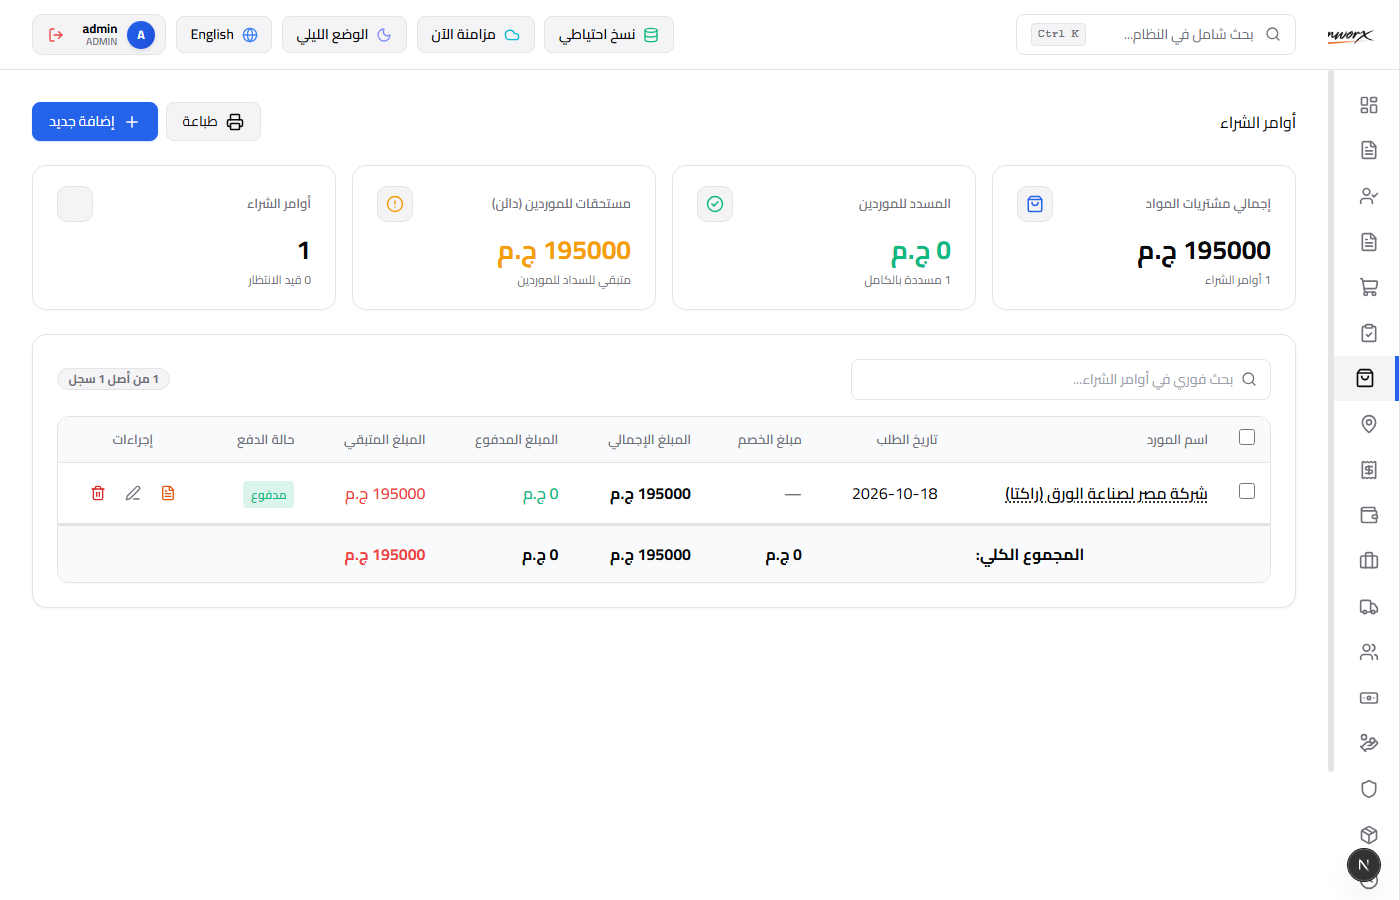 nworx
بحث شامل في النظام...
Ctrl K
نسخ احتياطي
مزامنة الآن
الوضع الليلي
English
A
admin
ADMIN
أوامر الشراء
طباعة
إضافة جديد
إجمالي مشتريات المواد
195000 ج.م
1 أوامر الشراء
المسدد للموردين
0 ج.م
1 مسددة بالكامل
مستحقات للموردين (دائن)
195000 ج.م
متبقي للسداد للموردين
أوامر الشراء
1
0 قيد الانتظار
بحث فوري في أوامر الشراء...
1 من أصل 1 سجل
اسم المورد تاريخ الطلب مبلغ الخصم المبلغ الإجمالي المبلغ المدفوع المبلغ المتبقي حالة الدفع إجراءات
شركة مصر لصناعة الورق (راكتا) 2026-10-18 — 195000 ج.م 0 ج.م 195000 ج.م مدفوع
المجموع الكلي: 0 ج.م 195000 ج.م 0 ج.م 195000 ج.م
N